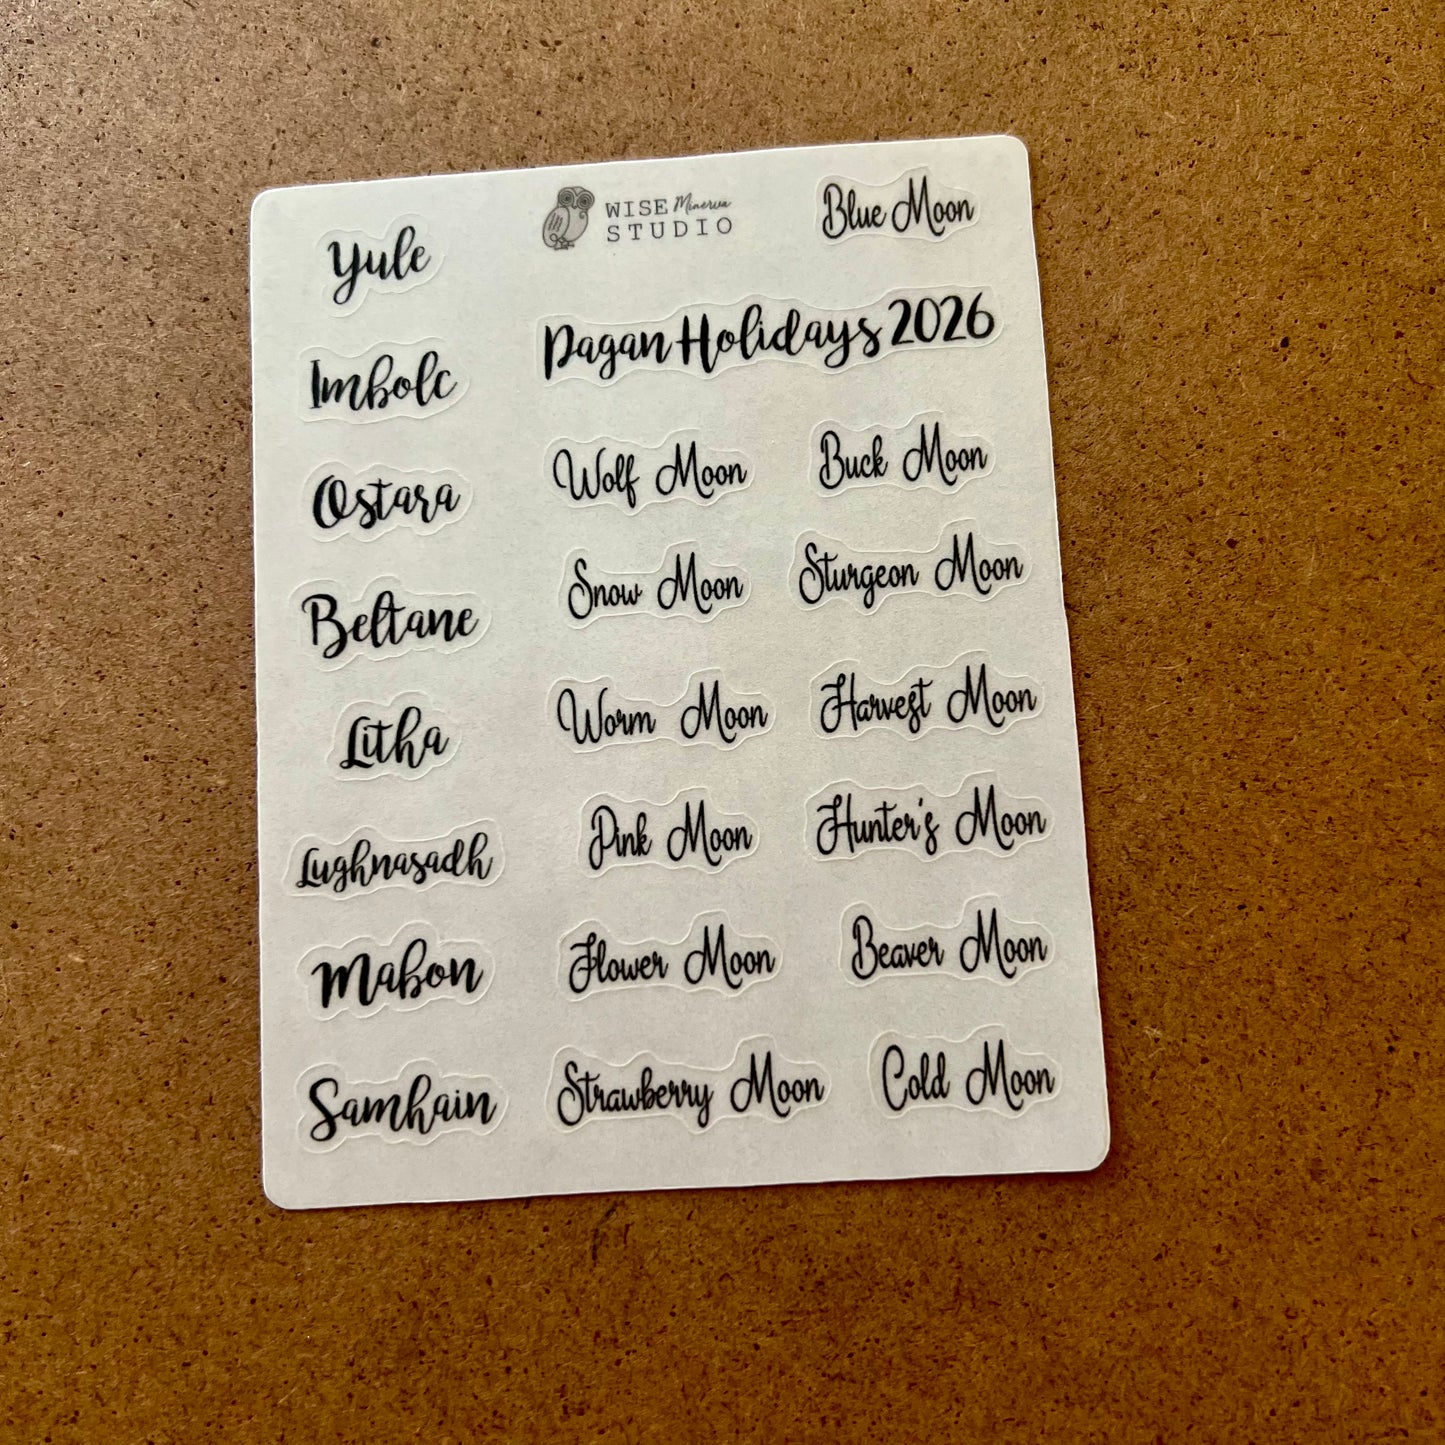 WISE Minerva
STUDIO
Blue Moon
Pagan Holidays 2026
Yule
Imbolc
Ostara
Beltane
Litha
Lughnasadh
Mabon
Samhain
Wolf Moon
Snow Moon
Worm Moon
Pink Moon
Flower Moon
Strawberry Moon
Buck Moon
Sturgeon Moon
Harvest Moon
Hunter's Moon
Beaver Moon
Cold Moon